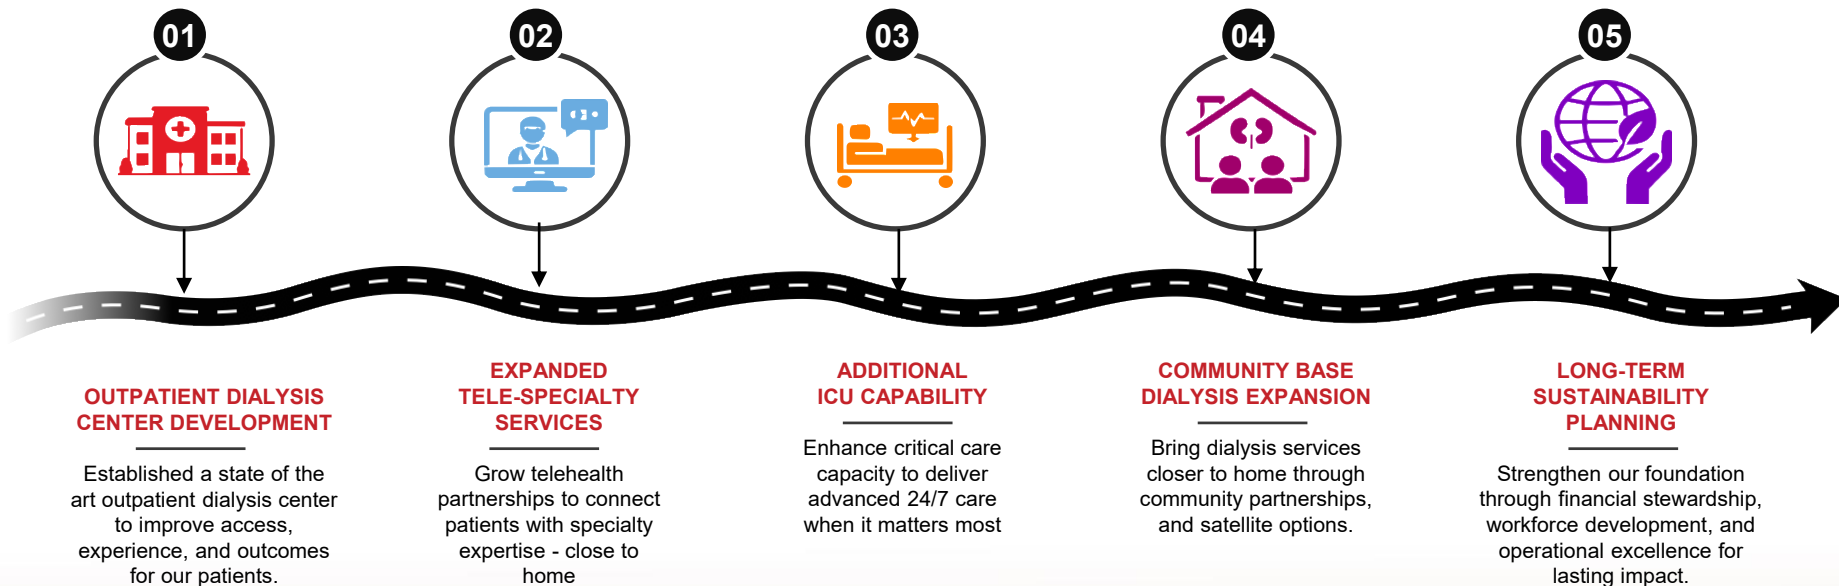 01
OUTPATIENT DIALYSIS
CENTER DEVELOPMENT
Established a state of the
art outpatient dialysis center
to improve access,
experience, and outcomes
for our patients.
02
EXPANDED
TELE-SPECIALTY
SERVICES
Grow telehealth
partnerships to connect
patients with specialty
expertise - close to
home
03
ADDITIONAL
ICU CAPABILITY
Enhance critical care
capacity to deliver
advanced 24/7 care
when it matters most
04
COMMUNITY BASE
DIALYSIS EXPANSION
Bring dialysis services
closer to home through
community partnerships,
and satellite options.
05
LONG-TERM
SUSTAINABILITY
PLANNING
Strengthen our foundation
through financial stewardship,
workforce development, and
operational excellence for
lasting impact.